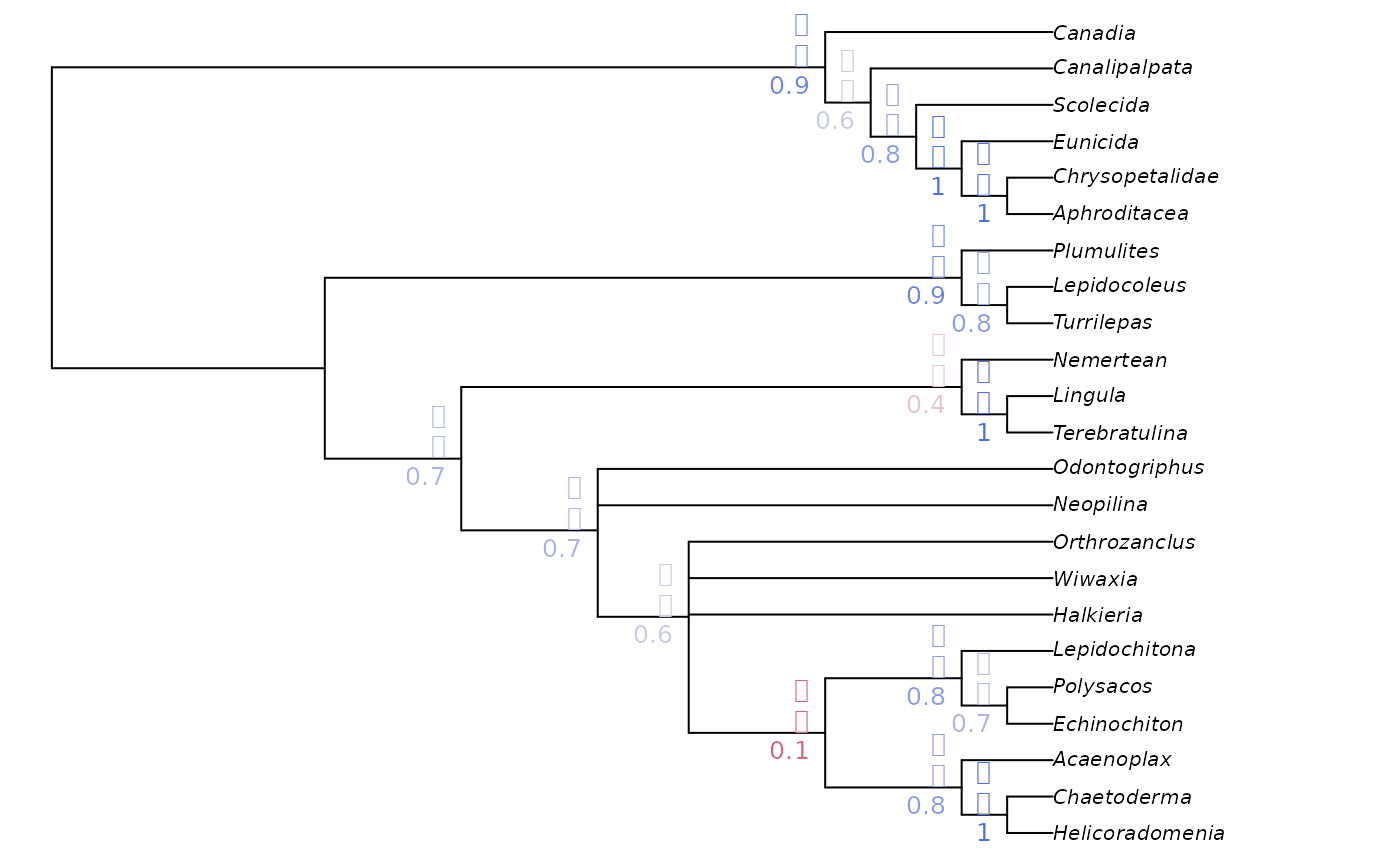 Canadia
0.9
Canalipalpata
0.6
Scolecida
0.8
Eunicida
1
Chrysopetalidae
1
Aphroditacea
Plumulites
0.9
Lepidocoleus
0.8
Turrilepas
Nemertean
0.4
Lingula
1
Terebratulina
0.7
Odontogriphus
0.7
Neopilina
Orthrozanclus
Wiwaxia
0.6
Halkieria
Lepidochitona
0.8
Polysacos
0.7
Echinochiton
0.1
Acaenoplax
0.8
Chaetoderma
1
Helicoradomenia